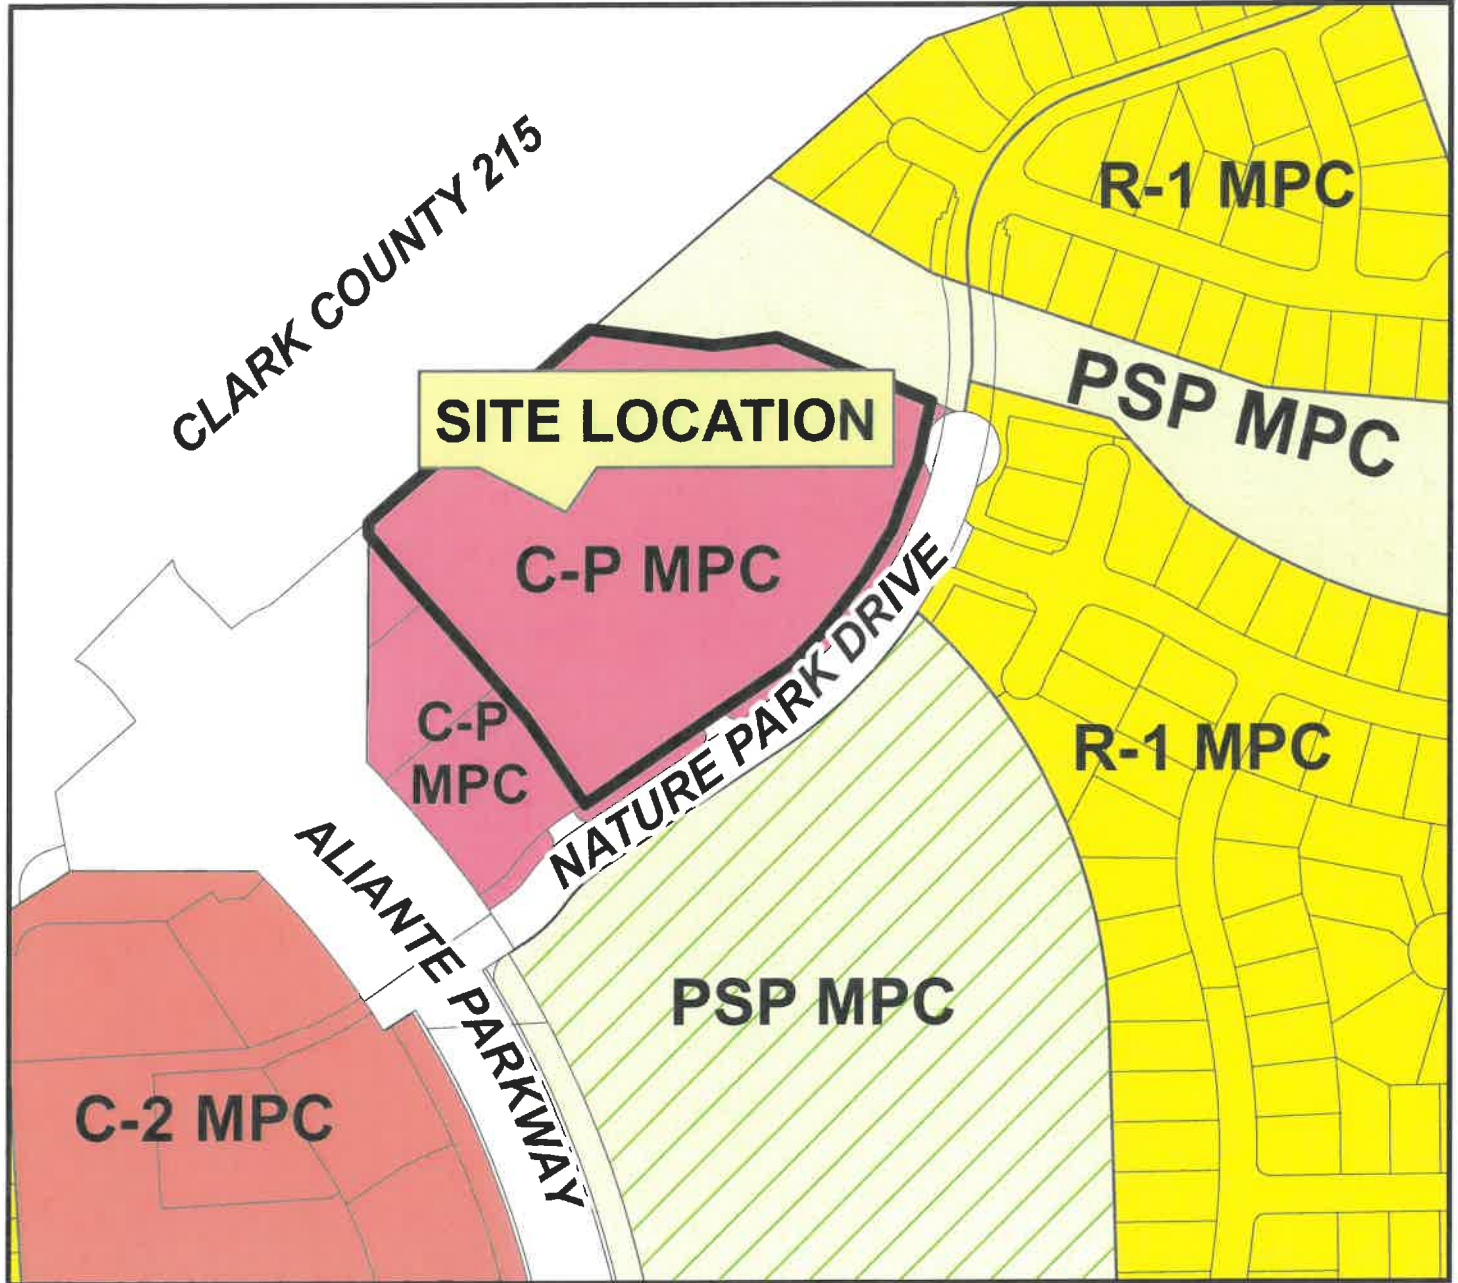 CLARK COUNTY 215
R-1 MPC
PSP MPC
SITE LOCATION
C-P MPC
NATURE PARK DRIVE
C-P
MPC
R-1 MPC
ALIANTE PARKWAY
PSP MPC
C-2 MPC